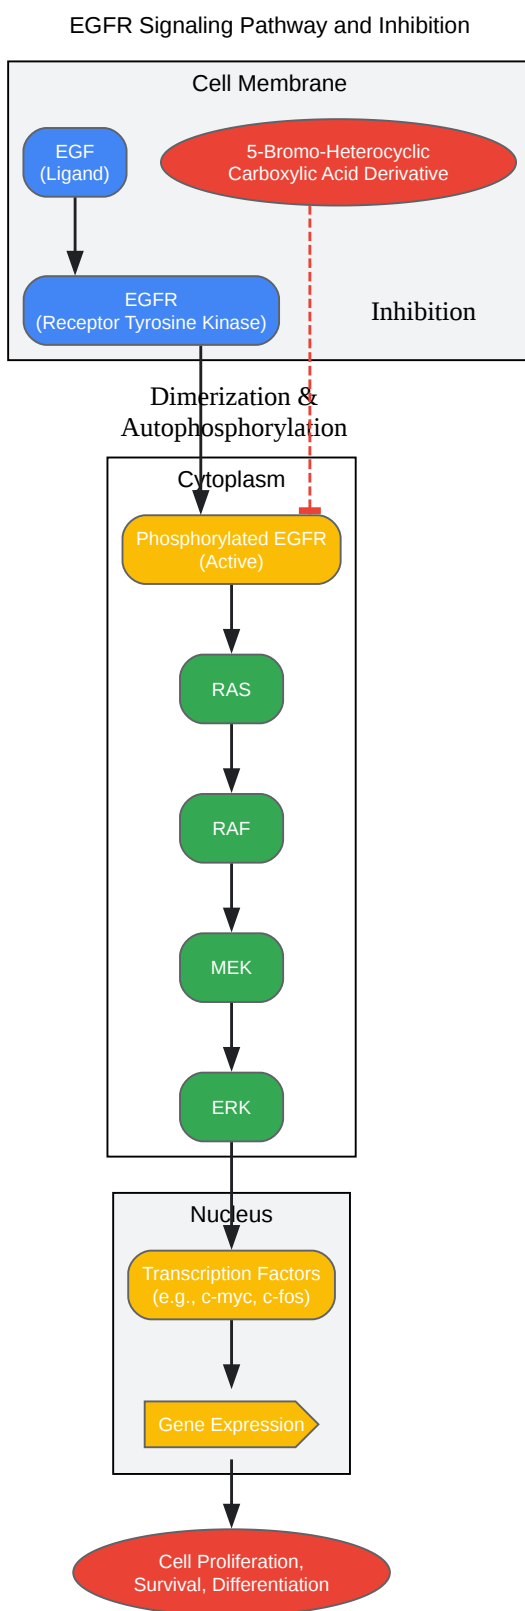 EGFR Signaling Pathway and Inhibition
Cell Membrane
EGF
(Ligand)
5-Bromo-Heterocyclic
Carboxylic Acid Derivative
EGFR
(Receptor Tyrosine Kinase)
Inhibition
Dimerization &
Autophosphorylation
Cytoplasm
Phosphorylated EGFR
(Active)
RAS
RAF
MEK
ERK
Nucleus
Transcription Factors
(e.g., c-myc, c-fos)
Gene Expression
Cell Proliferation,
Survival, Differentiation